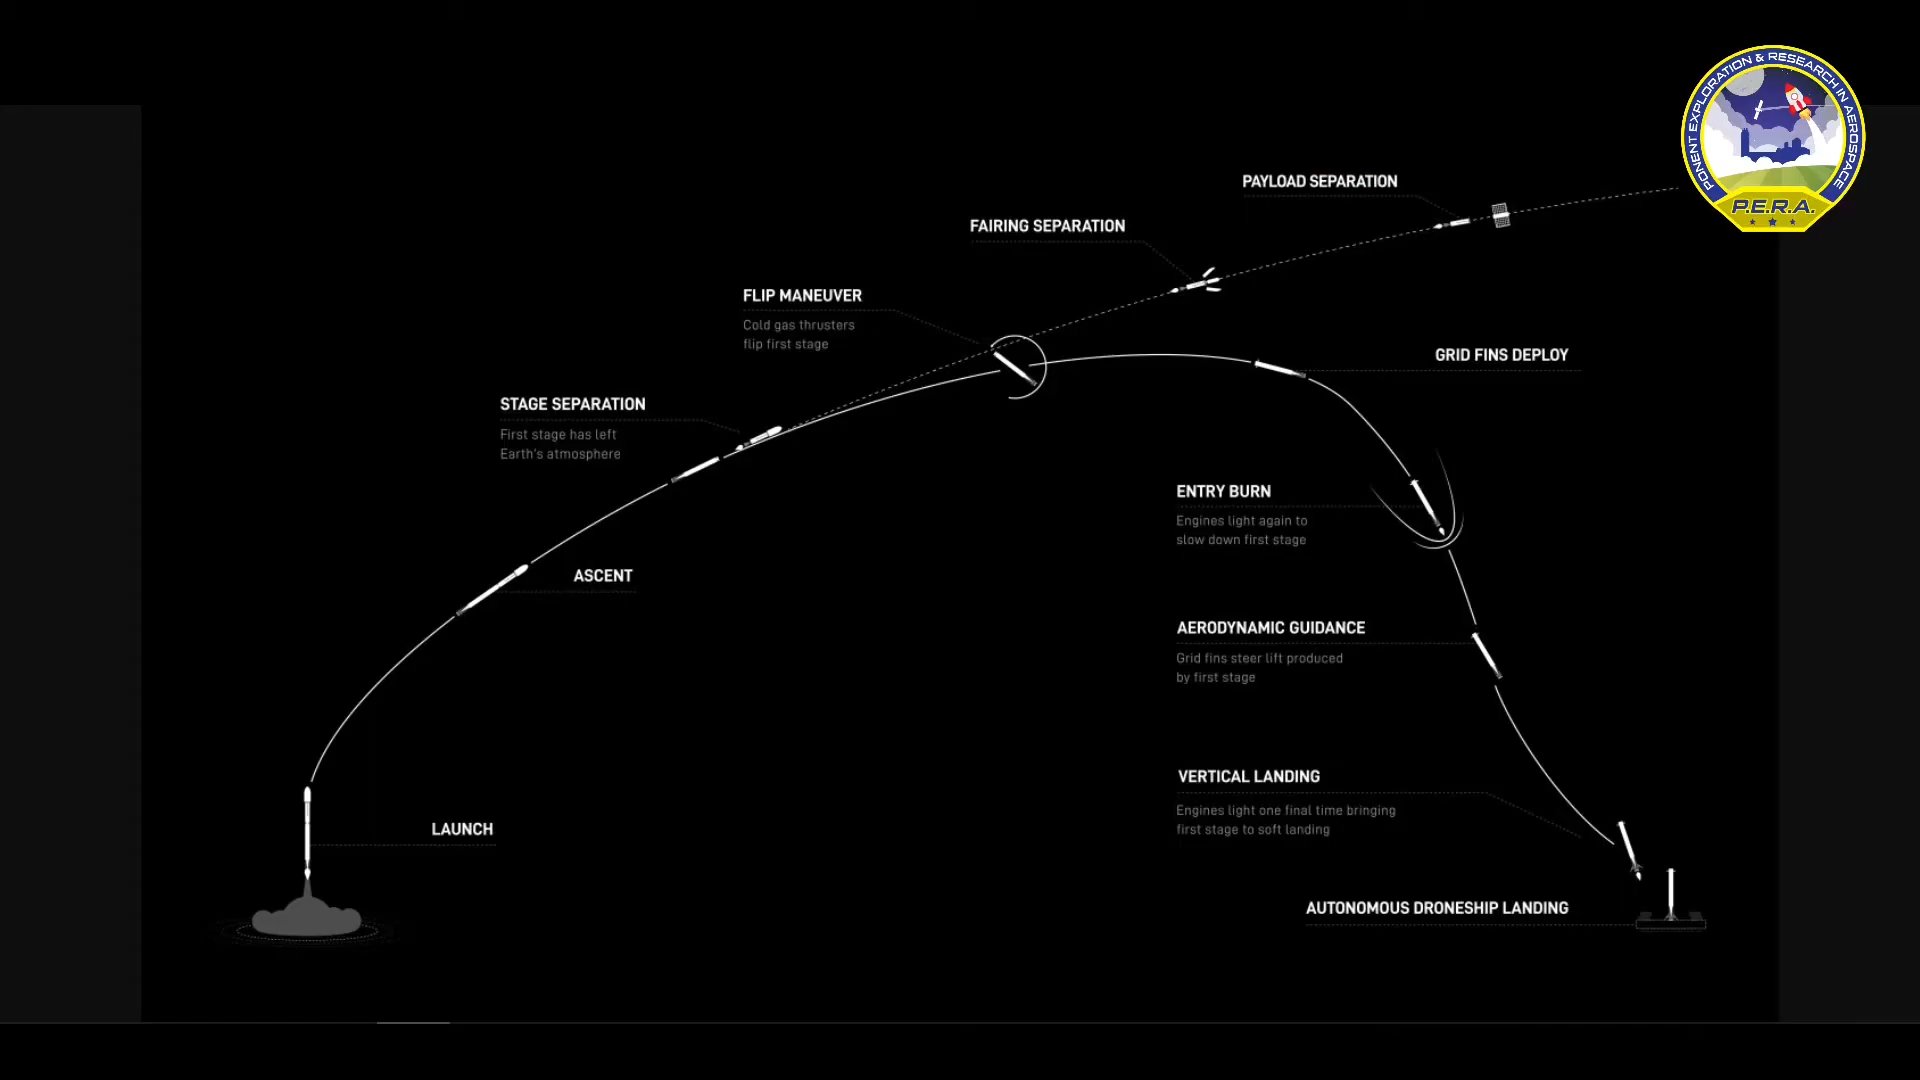 PONENT EXPLORATION & RESEARCH IN AEROSPACE
P.E.R.A.
PAYLOAD SEPARATION
FAIRING SEPARATION
FLIP MANEUVER
Cold gas thrusters
flip first stage
GRID FINS DEPLOY
STAGE SEPARATION
First stage has left
Earth's atmosphere
ENTRY BURN
Engines light again to
slow down first stage
ASCENT
AERODYNAMIC GUIDANCE
Grid fins steer lift produced
by first stage
VERTICAL LANDING
Engines light one final time bringing
first stage to soft landing
LAUNCH
AUTONOMOUS DRONESHIP LANDING